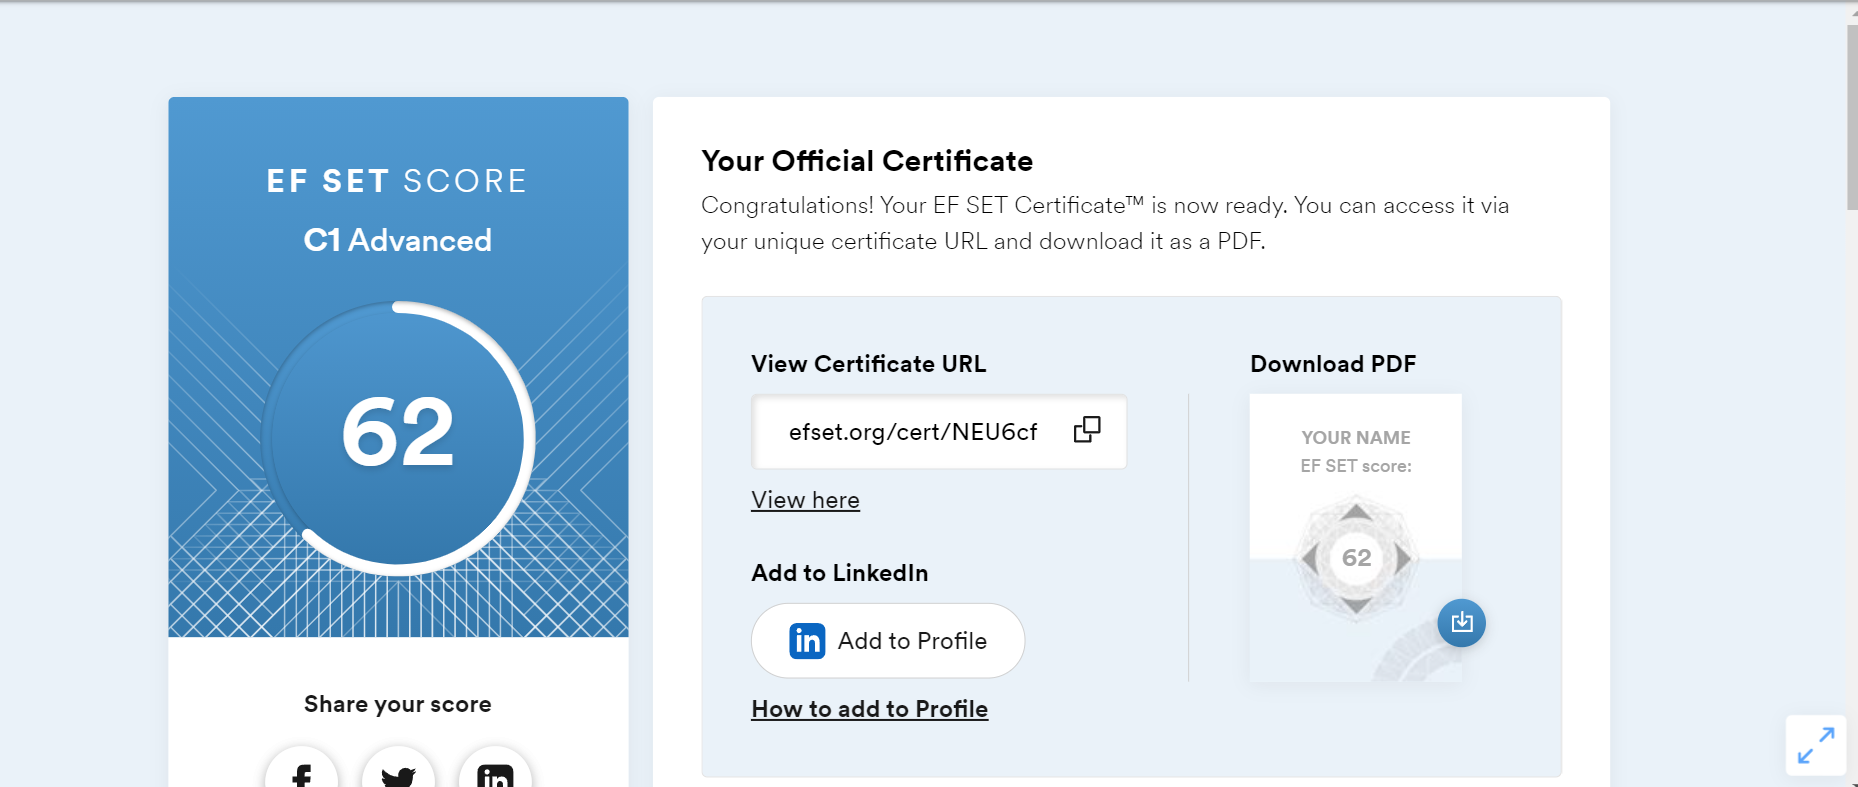 EF SET SCORE
C1 Advanced
62
Share your score
Your Official Certificate
Congratulations! Your EF SET Certificate™ is now ready. You can access it via
your unique certificate URL and download it as a PDF.
View Certificate URL
efset.org/cert/NEU6cf
View here
Add to LinkedIn
in Add to Profile
How to add to Profile
Download PDF
YOUR NAME
EF SET score:
62
f
in